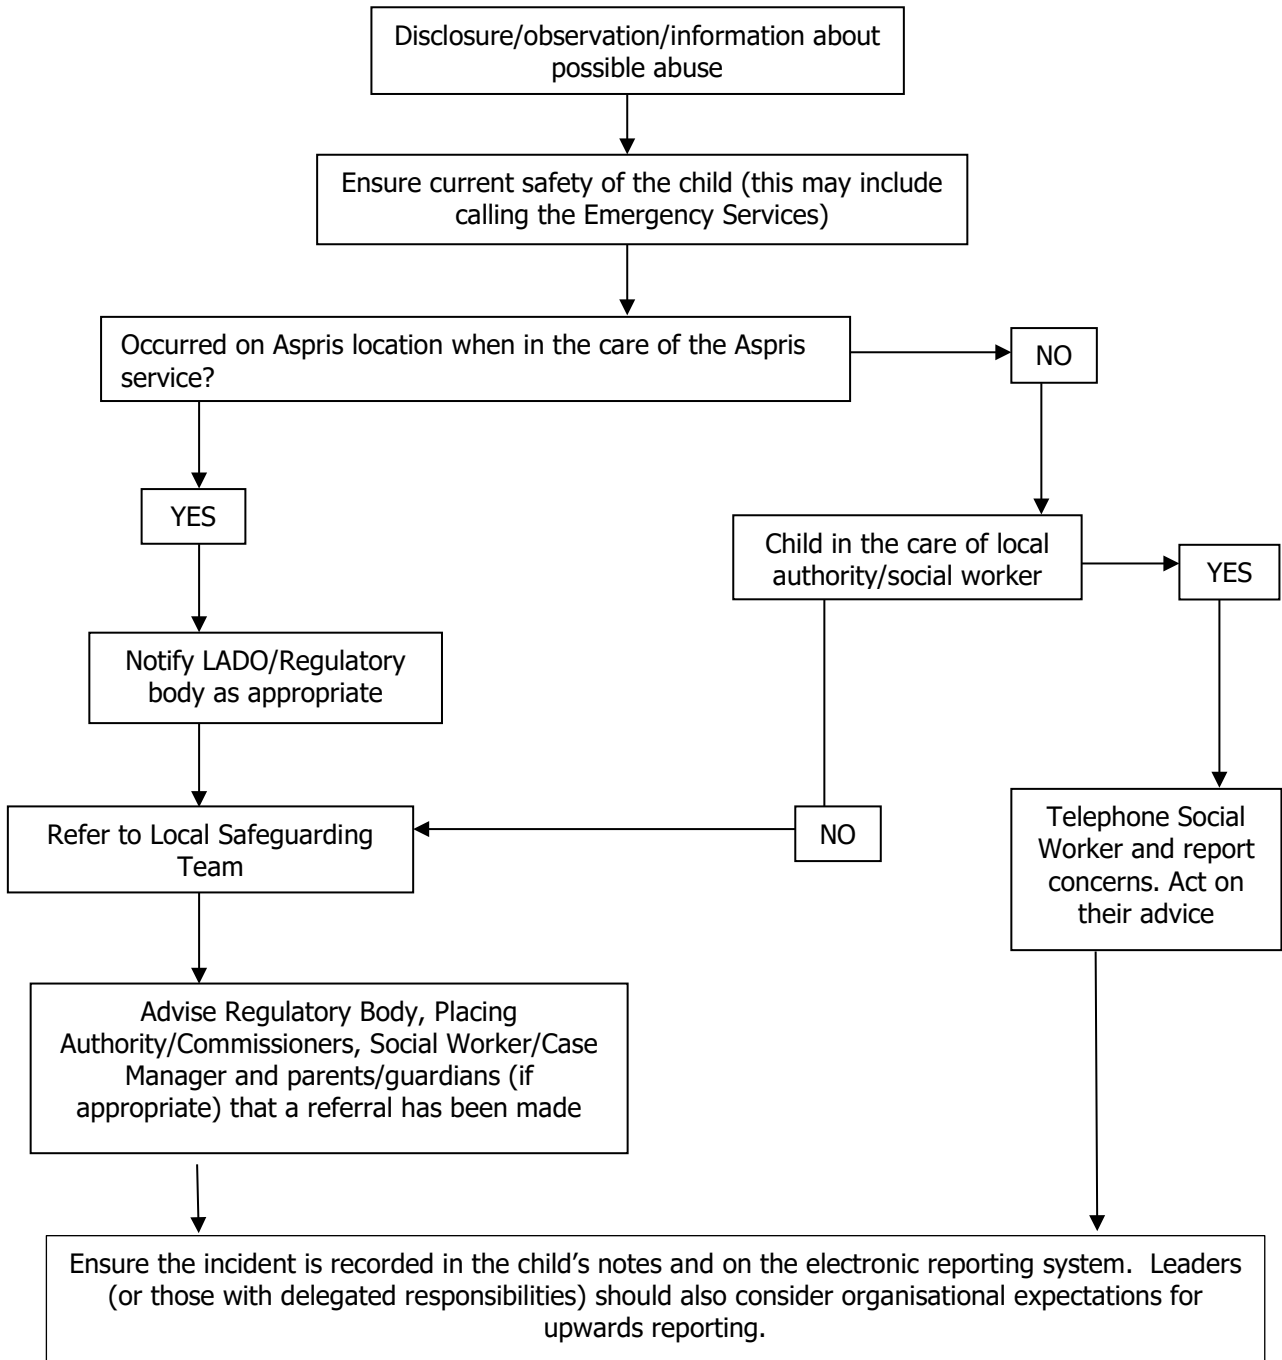 Disclosure/observation/information about
possible abuse
Ensure current safety of the child (this may include
calling the Emergency Services)
Occurred on Aspris location when in the care of the Aspris
service?
NO
YES
Child in the care of local
authority/social worker
YES
Notify LADO/Regulatory
body as appropriate
Refer to Local Safeguarding
Team
NO
Telephone Social
Worker and report
concerns. Act on
their advice
Advise Regulatory Body, Placing
Authority/Commissioners, Social Worker/Case
Manager and parents/guardians (if
appropriate) that a referral has been made
Ensure the incident is recorded in the child’s notes and on the electronic reporting system.  Leaders
(or those with delegated responsibilities) should also consider organisational expectations for
upwards reporting.